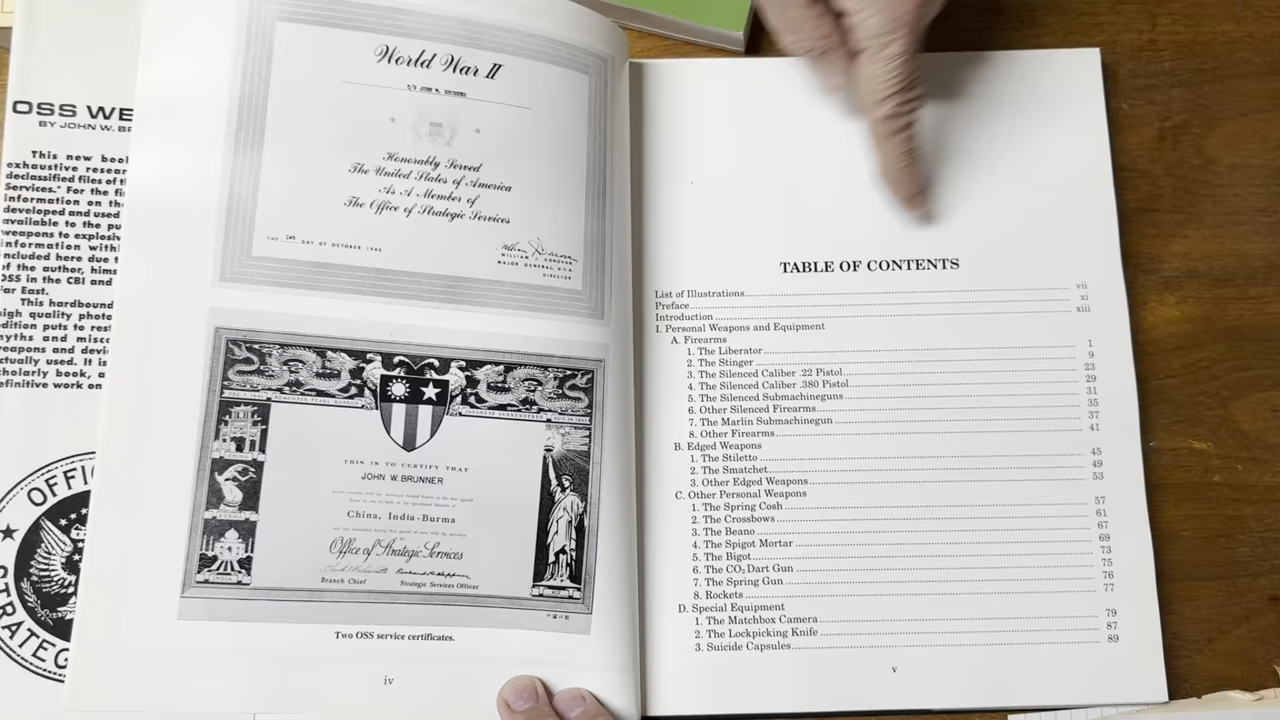 OSS WE
BY JOHN W. BR
This new bool
exhaustive resear
declassified files of t
Services." For the fi
information on th
developed and used
available to the pu
weapons to explosiv
information with
included here due t
of the author, hims
OSS in the CBI and
Far East.
This hardbound
high quality photo
edition puts to rest
myths and misc
weapons and devi
actually used. It is
scholarly book, a
definitive work on
OFFIC
STRATEG
World War II
JOHN W. BRUNNER
Honorably Served
The United States of America
As A Member of
The Office of Strategic Services
THE 1st DAY OF OCTOBER 1945
WILLIAM J. DONOVAN
MAJOR GENERAL, U.S.A.
DIRECTOR
DEC. 7, 1941
REMEMBER PEARL HARBOR
JAPANESE SURRENDERED
CHINA
BURMA
INDIA
THIS IS TO CERTIFY THAT
JOHN W. BRUNNER
China, India-Burma
Office of Strategic Services
Branch Chief Strategic Services Officer
Two OSS service certificates.
iv
TABLE OF CONTENTS
List of Illustrations vii
Preface xi
Introduction xiii
I. Personal Weapons and Equipment
A. Firearms
1. The Liberator 1
2. The Stinger 9
3. The Silenced Caliber .22 Pistol 23
4. The Silenced Caliber .380 Pistol 29
5. The Silenced Submachineguns 31
6. Other Silenced Firearms 35
7. The Marlin Submachinegun 37
8. Other Firearms 41
B. Edged Weapons
1. The Stiletto 45
2. The Smatchet 49
3. Other Edged Weapons 53
C. Other Personal Weapons
1. The Spring Cosh 57
2. The Crossbows 61
3. The Beano 67
4. The Spigot Mortar 69
5. The Bigot 73
6. The CO₂ Dart Gun 75
7. The Spring Gun 76
8. Rockets 77
D. Special Equipment
1. The Matchbox Camera 79
2. The Lockpicking Knife 87
3. Suicide Capsules 89
v